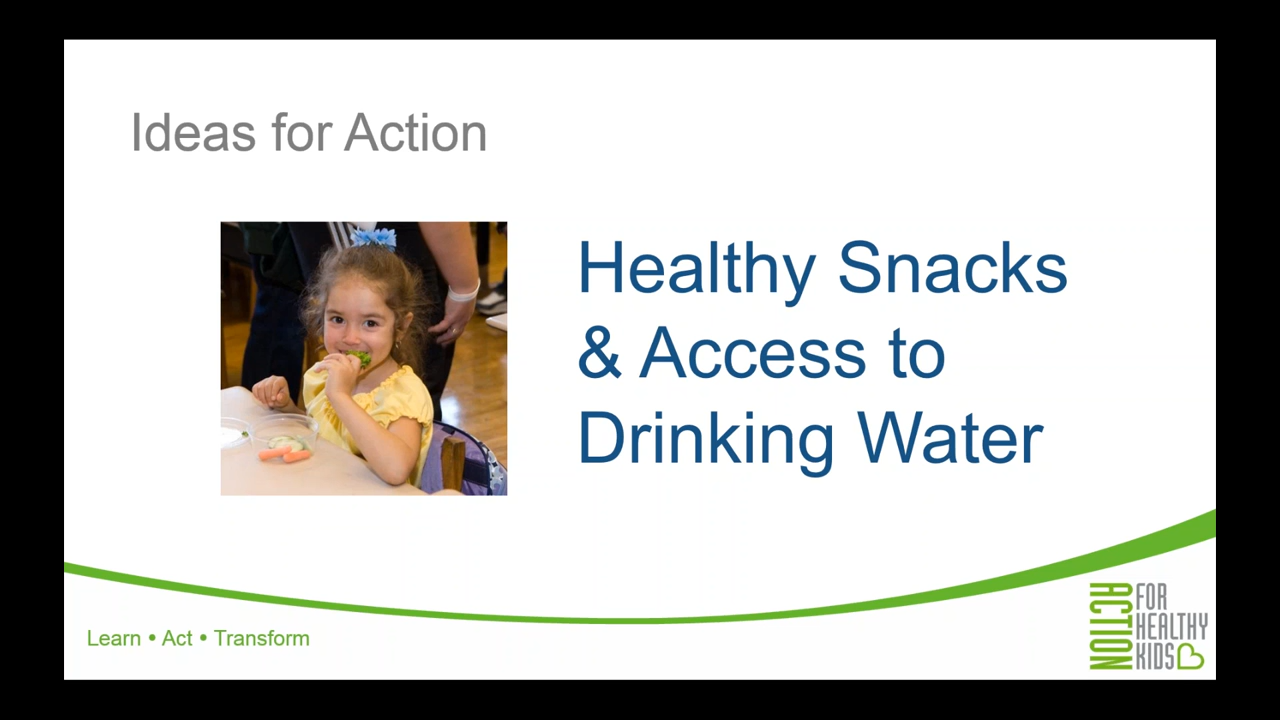 Ideas for Action
Healthy Snacks
& Access to
Drinking Water
Learn • Act • Transform
ACTION
FOR
HEALTHY
KIDS